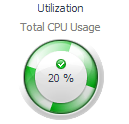 Utilization
Total CPU Usage
20 %